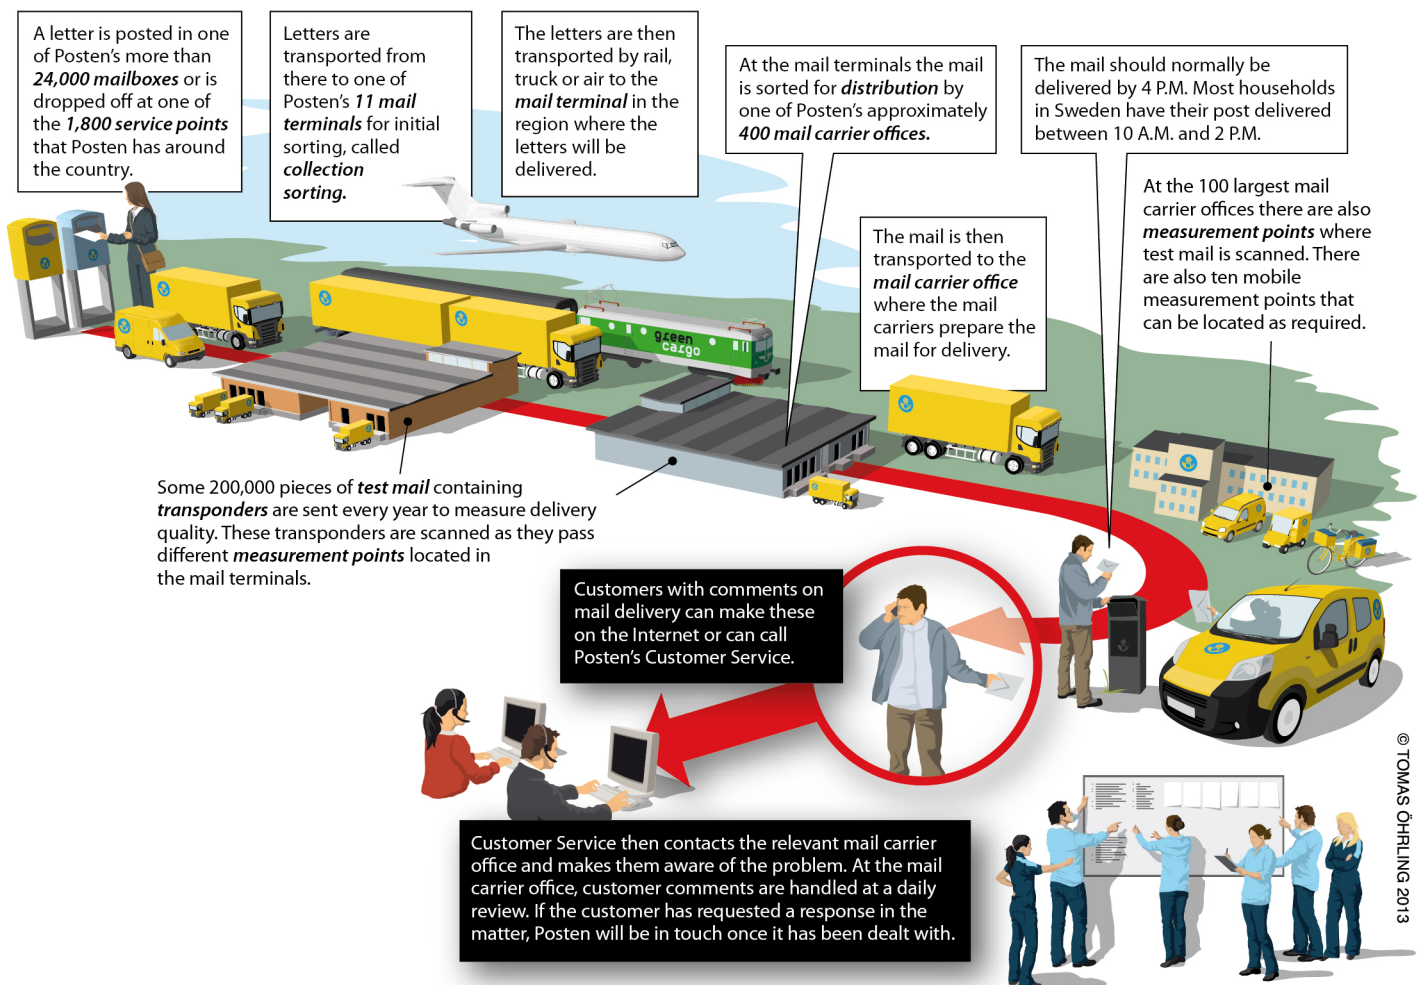 A letter is posted in one
of Posten's more than
24,000 mailboxes or is
dropped off at one of
the 1,800 service points
that Posten has around
the country.
Letters are
transported from
there to one of
Posten's 11 mail
terminals for initial
sorting, called
collection
sorting.
The letters are then
transported by rail,
truck or air to the
mail terminal in the
region where the
letters will be
delivered.
At the mail terminals the mail
is sorted for distribution by
one of Posten's approximately
400 mail carrier offices.
The mail should normally be
delivered by 4 P.M. Most households
in Sweden have their post delivered
between 10 A.M. and 2 P.M.
At the 100 largest mail
carrier offices there are also
measurement points where
test mail is scanned. There
are also ten mobile
measurement points that
can be located as required.
The mail is then
transported to the
mail carrier office
where the mail
carriers prepare the
mail for delivery.
green
cargo
Some 200,000 pieces of test mail containing
transponders are sent every year to measure delivery
quality. These transponders are scanned as they pass
different measurement points located in
the mail terminals.
Customers with comments on
mail delivery can make these
on the Internet or can call
Posten's Customer Service.
Customer Service then contacts the relevant mail carrier
office and makes them aware of the problem. At the mail
carrier office, customer comments are handled at a daily
review. If the customer has requested a response in the
matter, Posten will be in touch once it has been dealt with.
© TOMAS ÖHRLING 2013